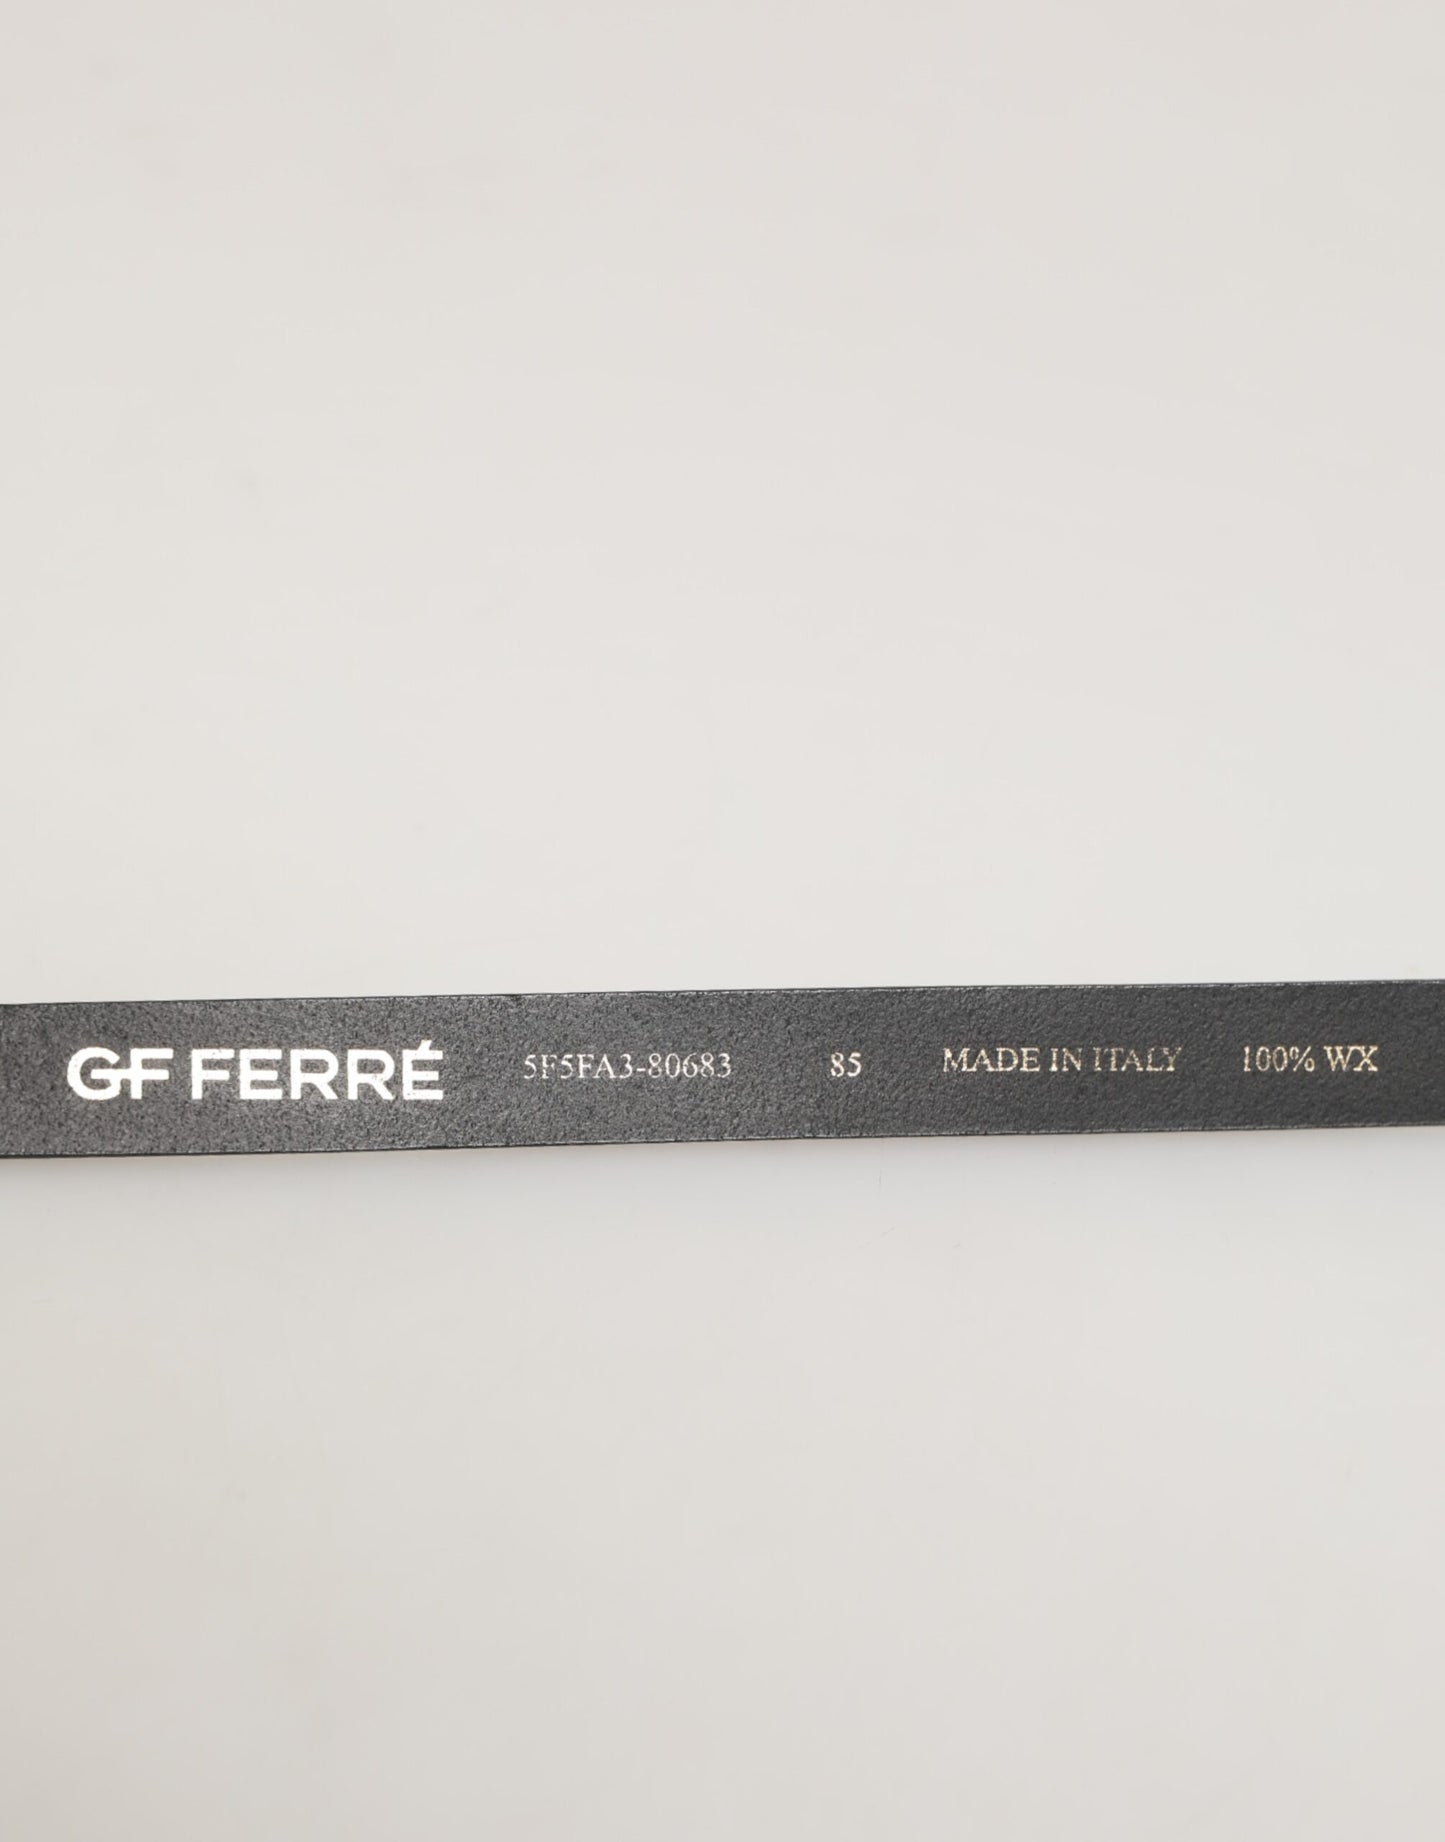 GF FERRÉ 5F5FA3-80683 85 MADE IN ITALY 100% WX